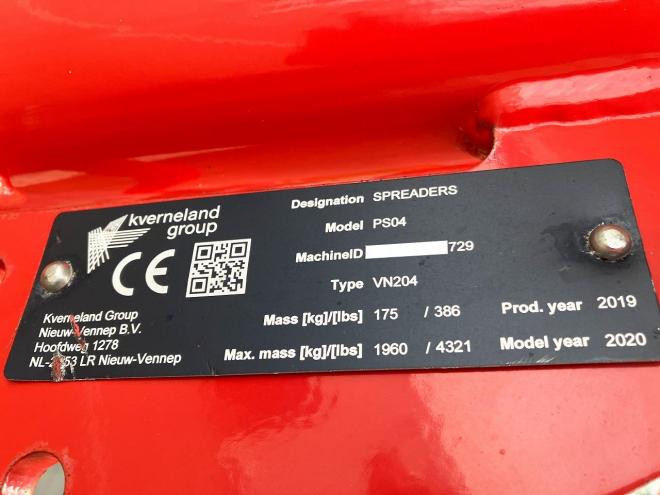 kverneland
group
CE
Kverneland Group
Nieuw-Vennep B.V.
Hoofdweg 1278
Nieuw-Vennep
Designation SPREADERS
Model PS04
MachineID 729
Type VN204
Mass [kg]/[lbs] 175 / 386
Prod. year 2019
Max. mass [kg]/[lbs] 1960 / 4321
Model year 2020